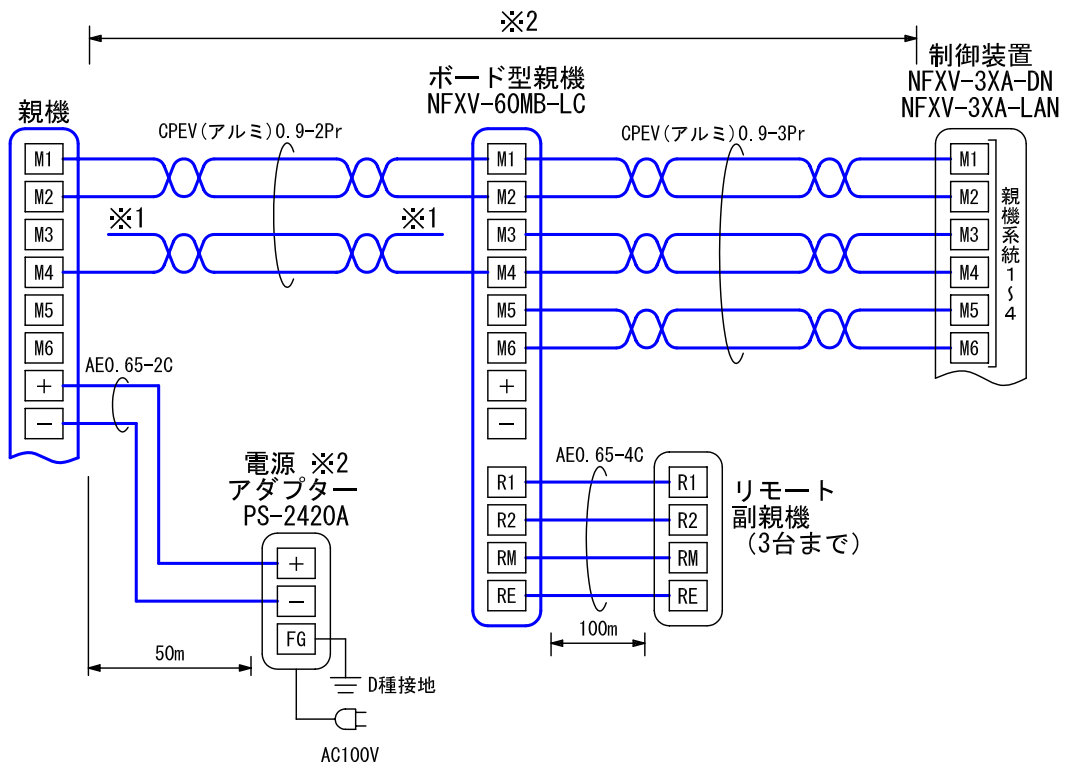 ※2
制御装置
NFXV-3XA-DN
NFXV-3XA-LAN
ボード型親機
NFXV-60MB-LC
親機
CPEV(アルミ)0.9-2Pr
CPEV(アルミ)0.9-3Pr
M1
M2
M3
M4
M5
M6
+
−
※1
※1
M1
M2
M3
M4
M5
M6
+
−
R1
R2
RM
RE
M1
M2
M3
M4
M5
M6
親機系統1~4
AE0.65-2C
電源 ※2
アダプター
PS-2420A
+
−
FG
50m
D種接地
AC100V
AE0.65-4C
R1
R2
RM
RE
リモート
副親機
(3台まで)
100m